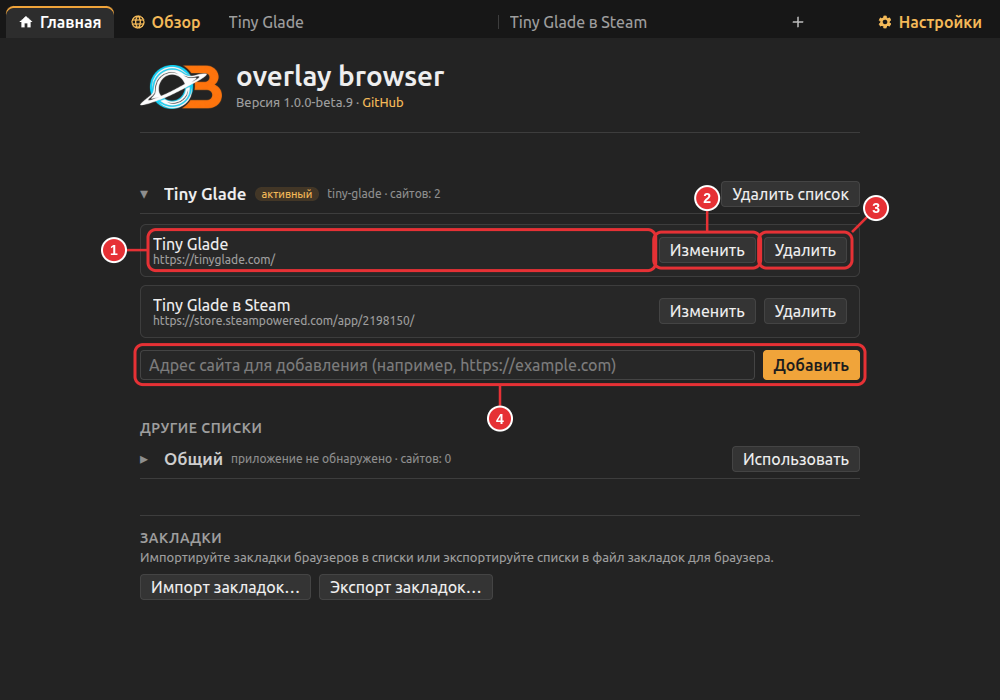 Главная Обзор Tiny Glade Tiny Glade в Steam + Настройки
overlay browser
Версия 1.0.0-beta.9 · GitHub
▼ Tiny Glade активный tiny-glade · сайтов: 2 2 Удалить список
3
1 Tiny Glade
https://tinyglade.com/
Изменить Удалить
Tiny Glade в Steam
https://store.steampowered.com/app/2198150/
Изменить Удалить
Адрес сайта для добавления (например, https://example.com) Добавить
4
ДРУГИЕ СПИСКИ
▶ Общий приложение не обнаружено · сайтов: 0 Использовать
ЗАКЛАДКИ
Импортируйте закладки браузеров в списки или экспортируйте списки в файл закладок для браузера.
Импорт закладок... Экспорт закладок...